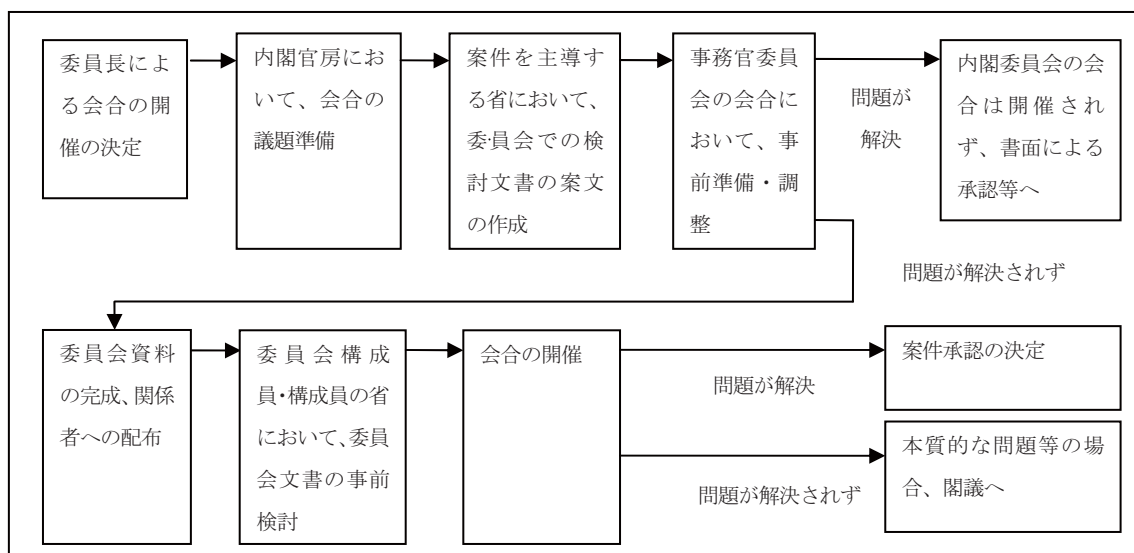 委員長によ
る会合の開
催の決定
内閣官房にお
いて、会合の
議題準備
案件を主導す
る省において、
委員会での検
討文書の案文
の作成
事務官委員
会の会合に
おいて、事
前準備・調
整
問題が
解決
内閣委員会の会
合は開催され
ず、書面による
承認等へ
問題が解決されず
委員会資料
の完成、関係
者への配布
委員会構成
員・構成員の省
において、委員
会文書の事前
検討
会合の開催
問題が解決
案件承認の決定
問題が解決されず
本質的な問題等の場
合、閣議へ